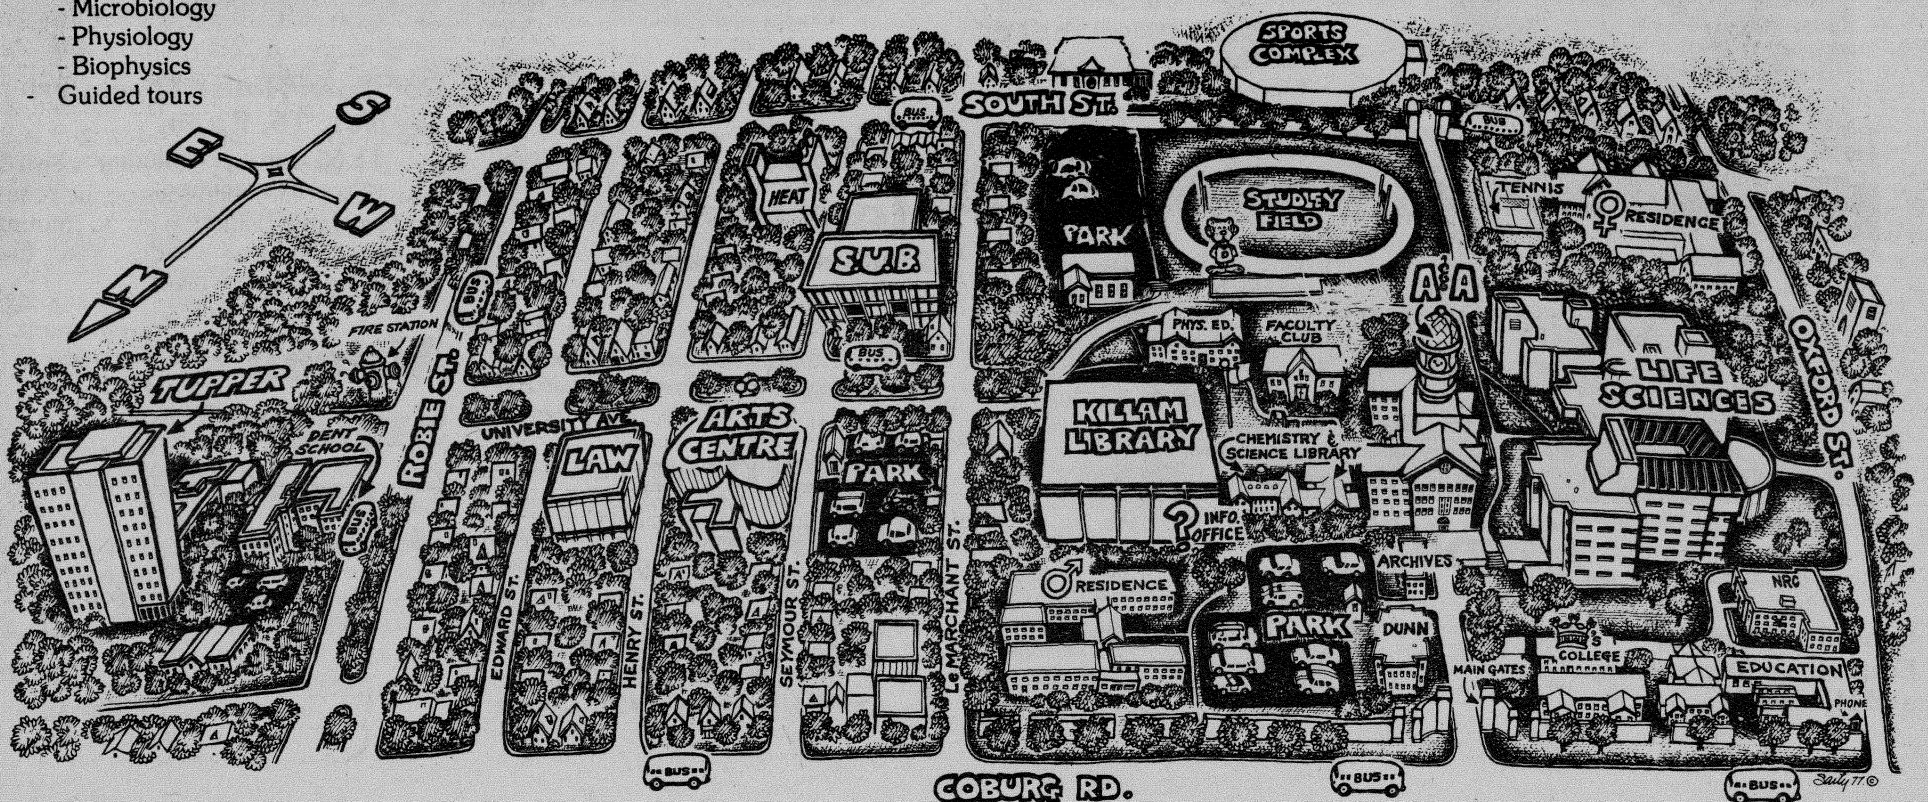 - Microbiology
- Physiology
- Biophysics
- Guided tours
S
E
W
N
SPORTS
COMPLEX
SOUTH ST.
BUS
BUS
HEAT
S.U.B.
PARK
STUDLEY
FIELD
TENNIS
RESIDENCE
BUS
FIRE STATION
BUS
A & A
PHYS. ED.
FACULTY
CLUB
OXFORD ST.
LIFE
SCIENCES
TUPPER
ROBIE ST.
DENT
SCHOOL
BUS
UNIVERSITY AVE
LAW
ARTS
CENTRE
PARK
KILLAM
LIBRARY
CHEMISTRY &
SCIENCE LIBRARY
? INFO.
OFFICE
ARCHIVES
RESIDENCE
PARK
DUNN
NRC
EDWARD ST.
HENRY ST.
SEYMOUR ST.
LeMARCHANT ST.
MAIN GATES
COLLEGE
EDUCATION
PHONE
BUS
BUS
BUS
COBURG RD.
77 ©